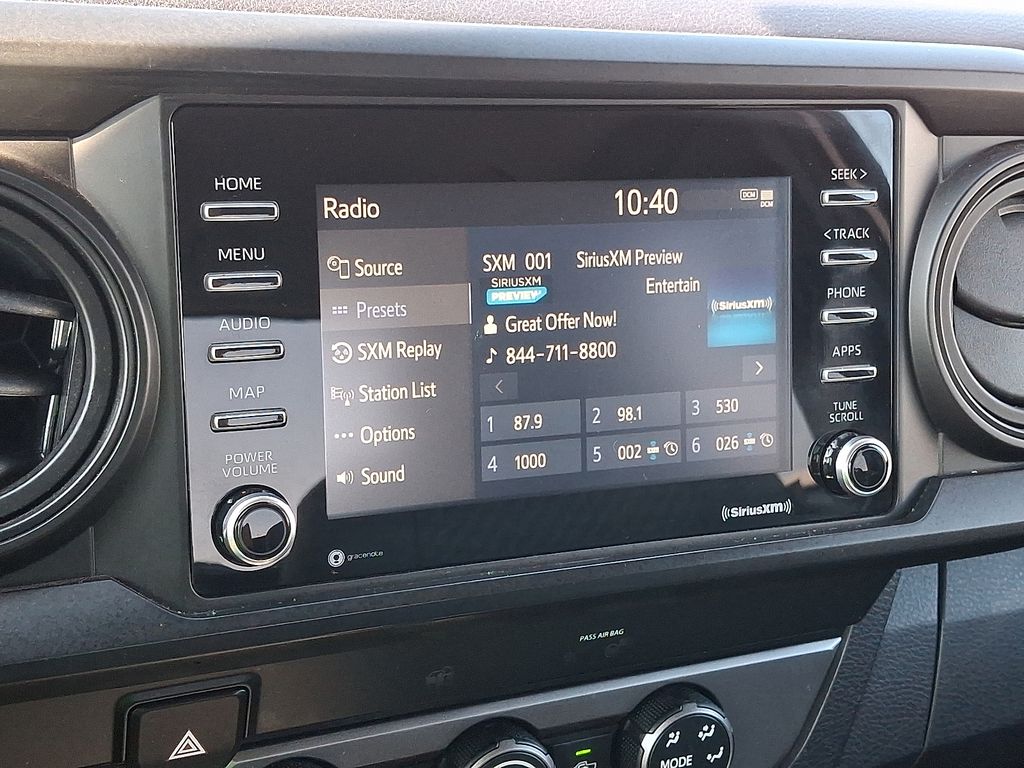 HOME
MENU
AUDIO
MAP
POWER
VOLUME
Radio
10:40
DCM
DCM
Source
Presets
SXM Replay
Station List
Options
Sound
SXM 001 SiriusXM Preview
SIRIUSXM
PREVIEW
Entertain
SiriusXM
Great Offer Now!
844-711-8800
< >
1 87.9
2 98.1
3 530
4 1000
5 002
6 026
SEEK >
< TRACK
PHONE
APPS
TUNE
SCROLL
SiriusXM
gracenote
PASS AIR BAG
MODE